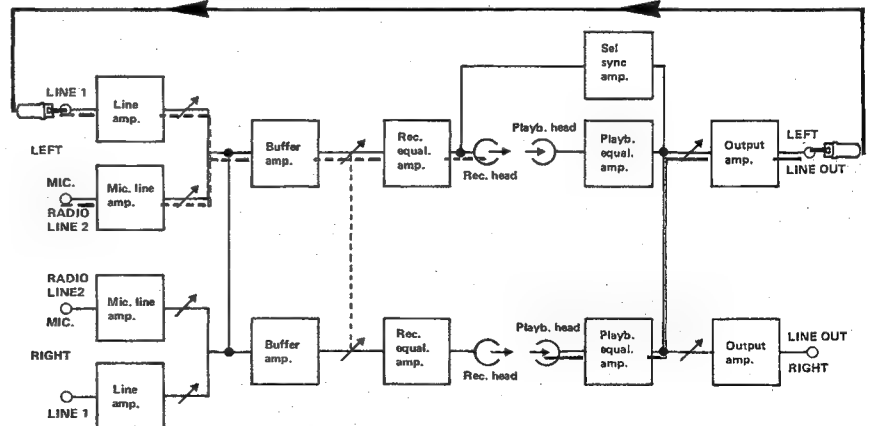 Sel
sync
amp.
LINE 1
Line
amp.
LEFT
Buffer
amp.
Rec.
equal.
amp.
Playb. head
Rec. head
Playb.
equal.
amp.
Output
amp.
LEFT
LINE OUT
MIC.
RADIO
LINE 2
Mic. line
amp.
RADIO
LINE2
MIC.
Mic. line
amp.
RIGHT
LINE 1
Line
amp.
Buffer
amp.
Rec.
equal.
amp.
Playb. head
Rec. head
Playb.
equal.
amp.
Output
amp.
LINE OUT
RIGHT